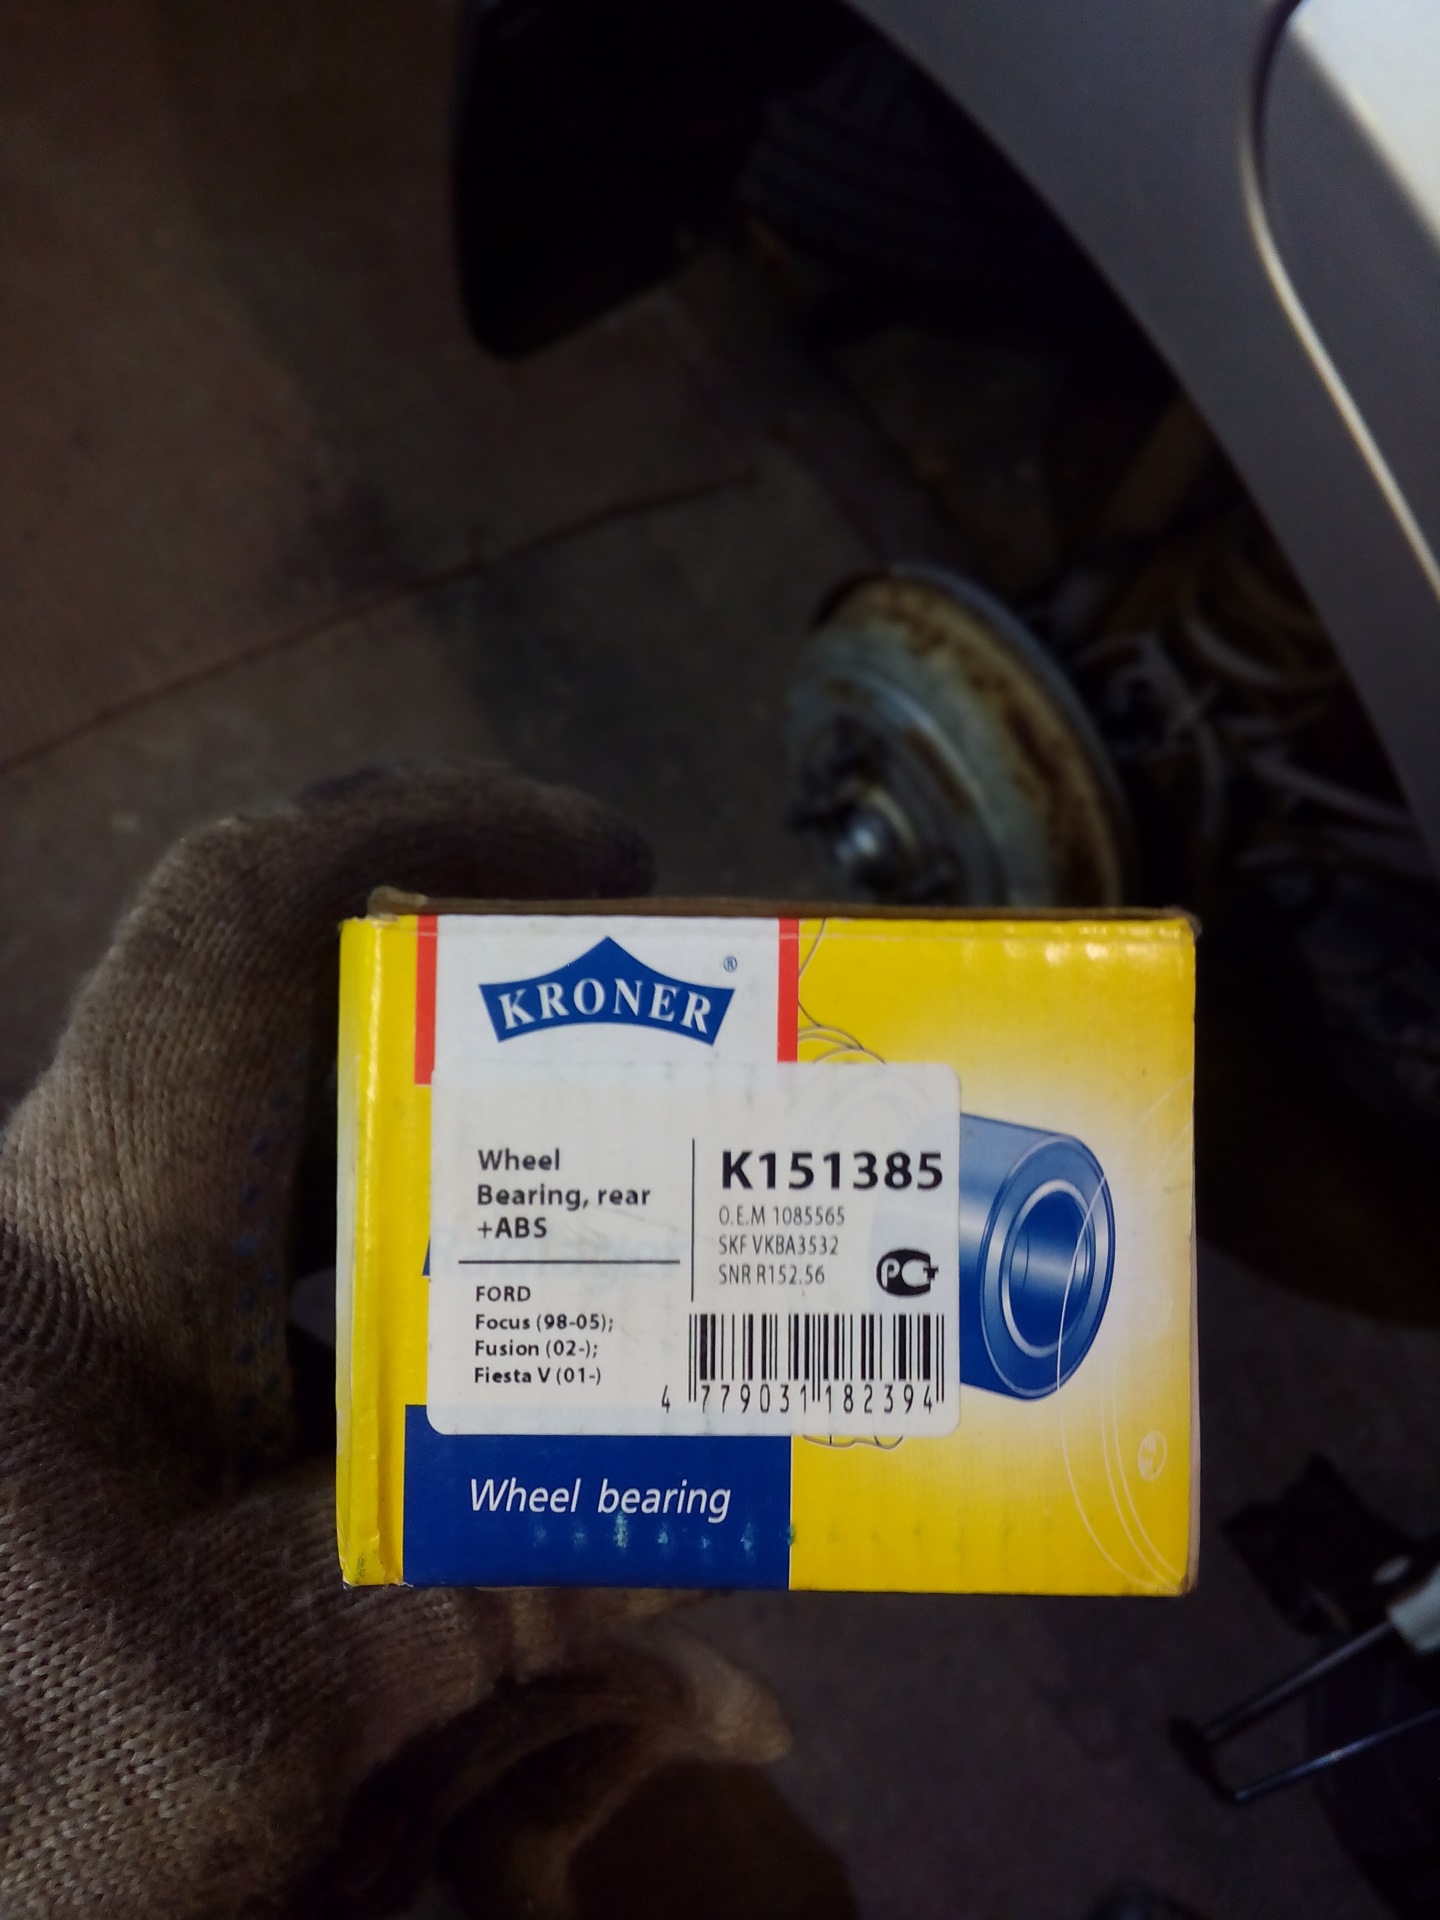 KRONER ®
Wheel
Bearing, rear
+ABS
FORD
Focus (98-05);
Fusion (02-);
Fiesta V (01-)
K151385
O.E.M 1085565
SKF VKBA3532
SNR R152.56
РСТ
4 779031 182394
Wheel bearing